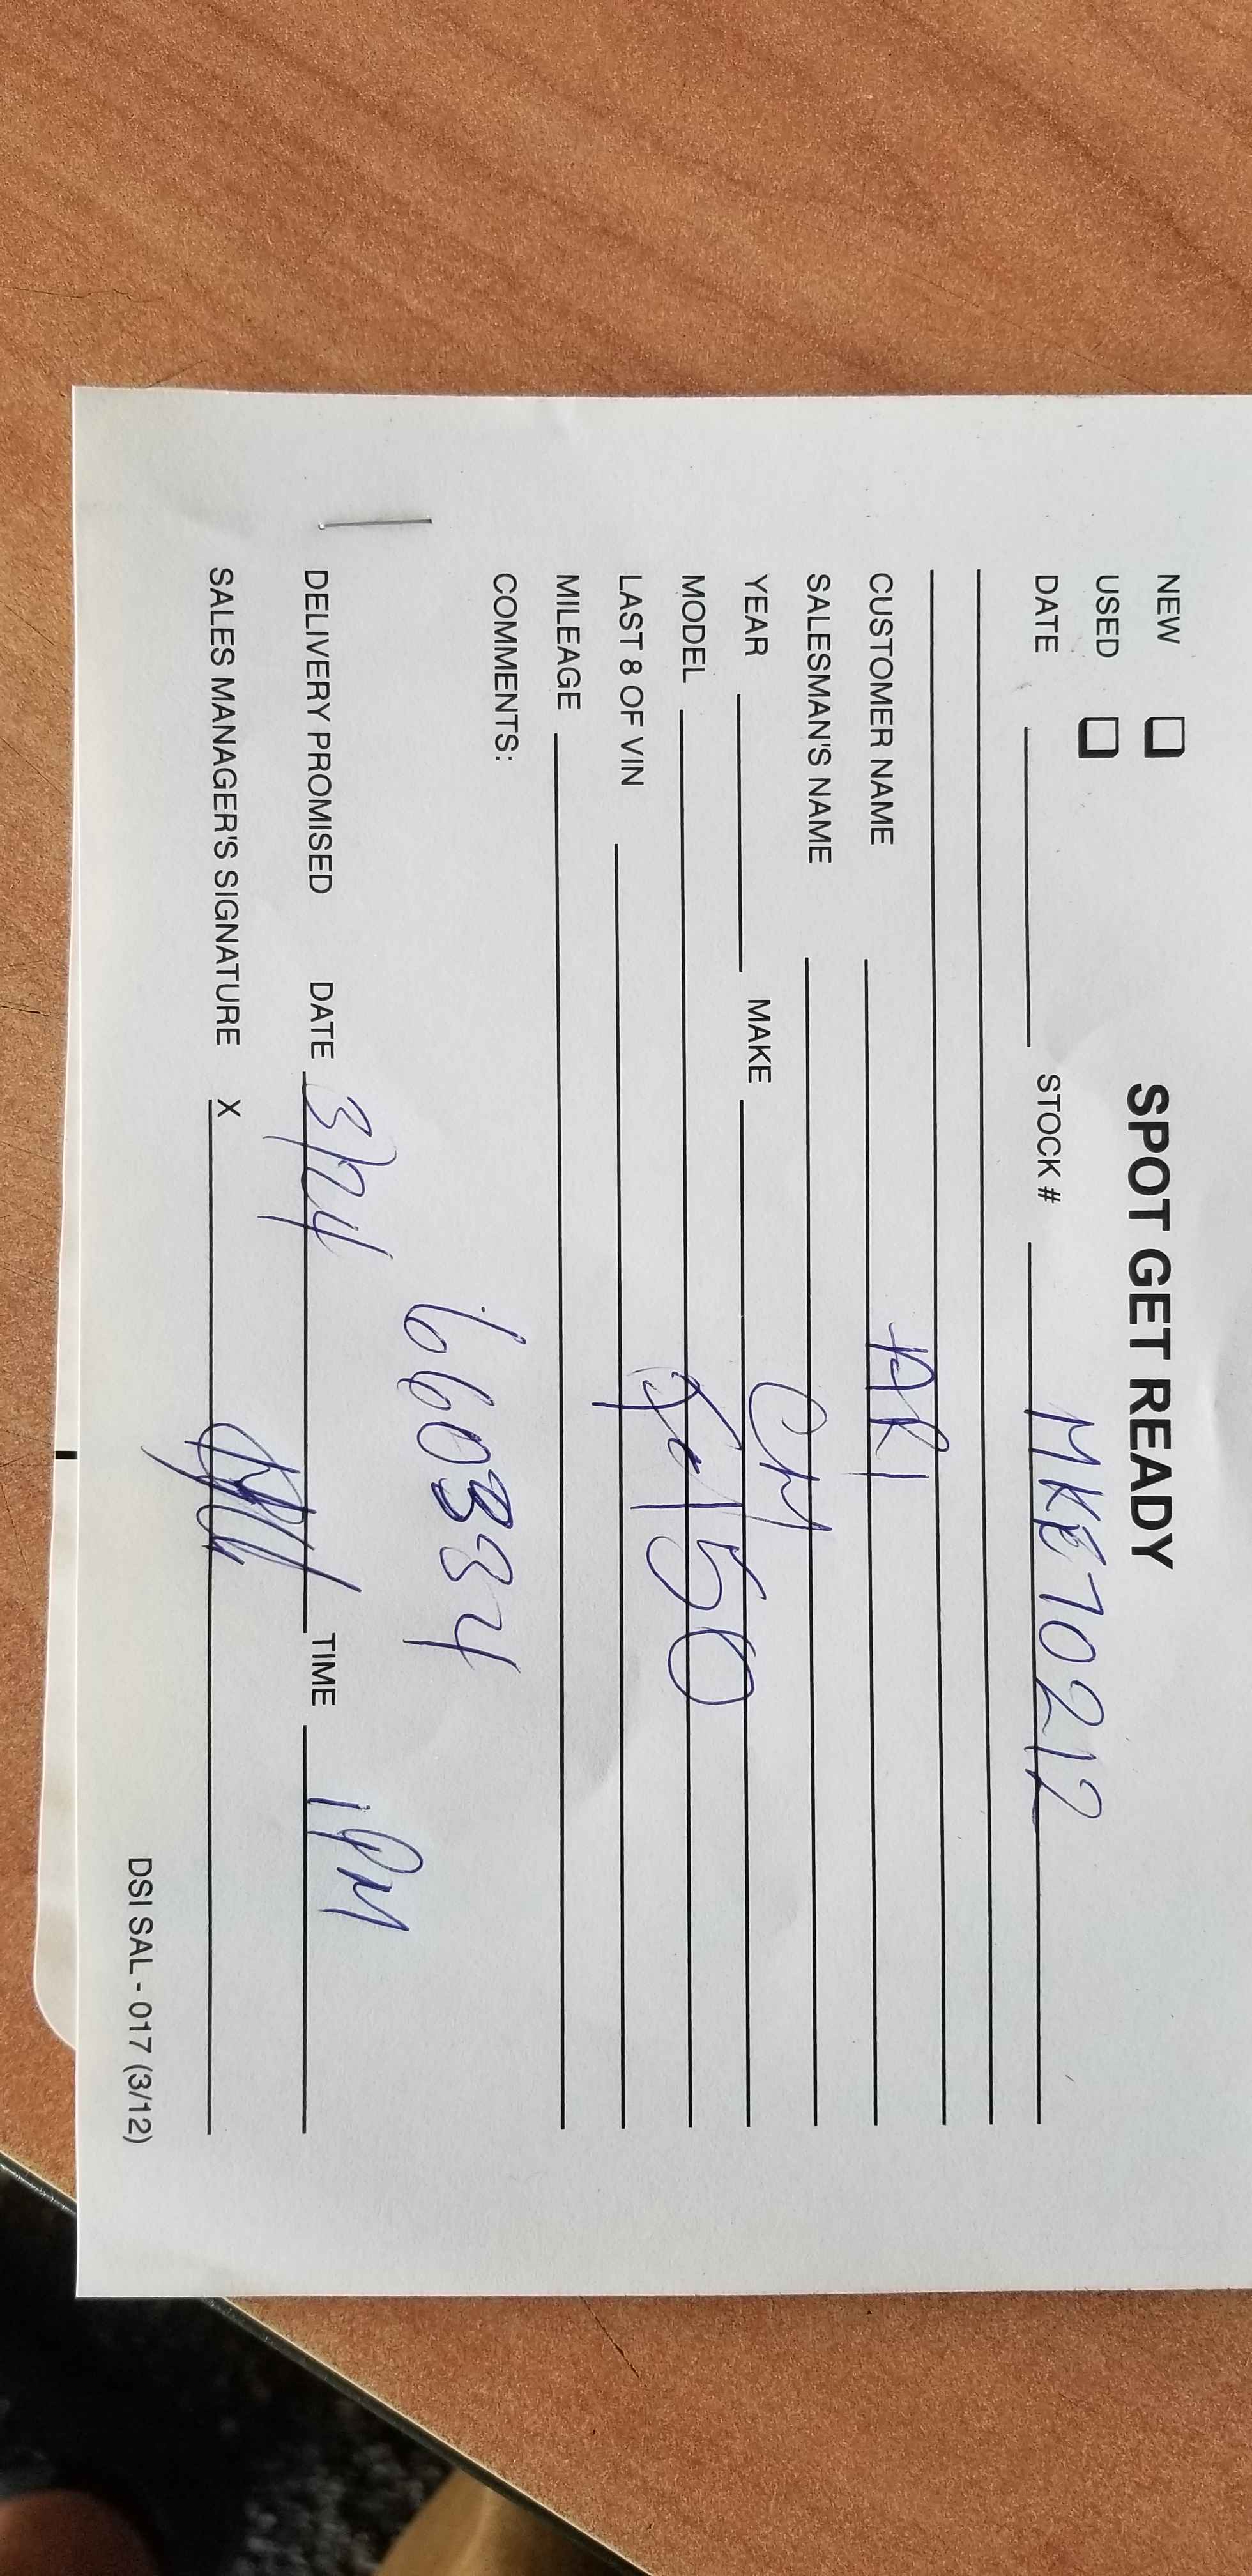 SPOT GET READY
NEW
USED
DATE STOCK # MKE70212
CUSTOMER NAME ARI
SALESMAN'S NAME CM
YEAR MAKE
MODEL 150
LAST 8 OF VIN
MILEAGE
COMMENTS:
660384
DELIVERY PROMISED DATE 3/24 TIME 1PM
SALES MANAGER'S SIGNATURE X
DSI SAL - 017 (3/12)